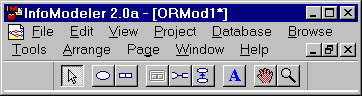 InfoModeler 2.0a - [ORMod1*]
File Edit View Project Database Browse
Tools Arrange Page Window Help
A